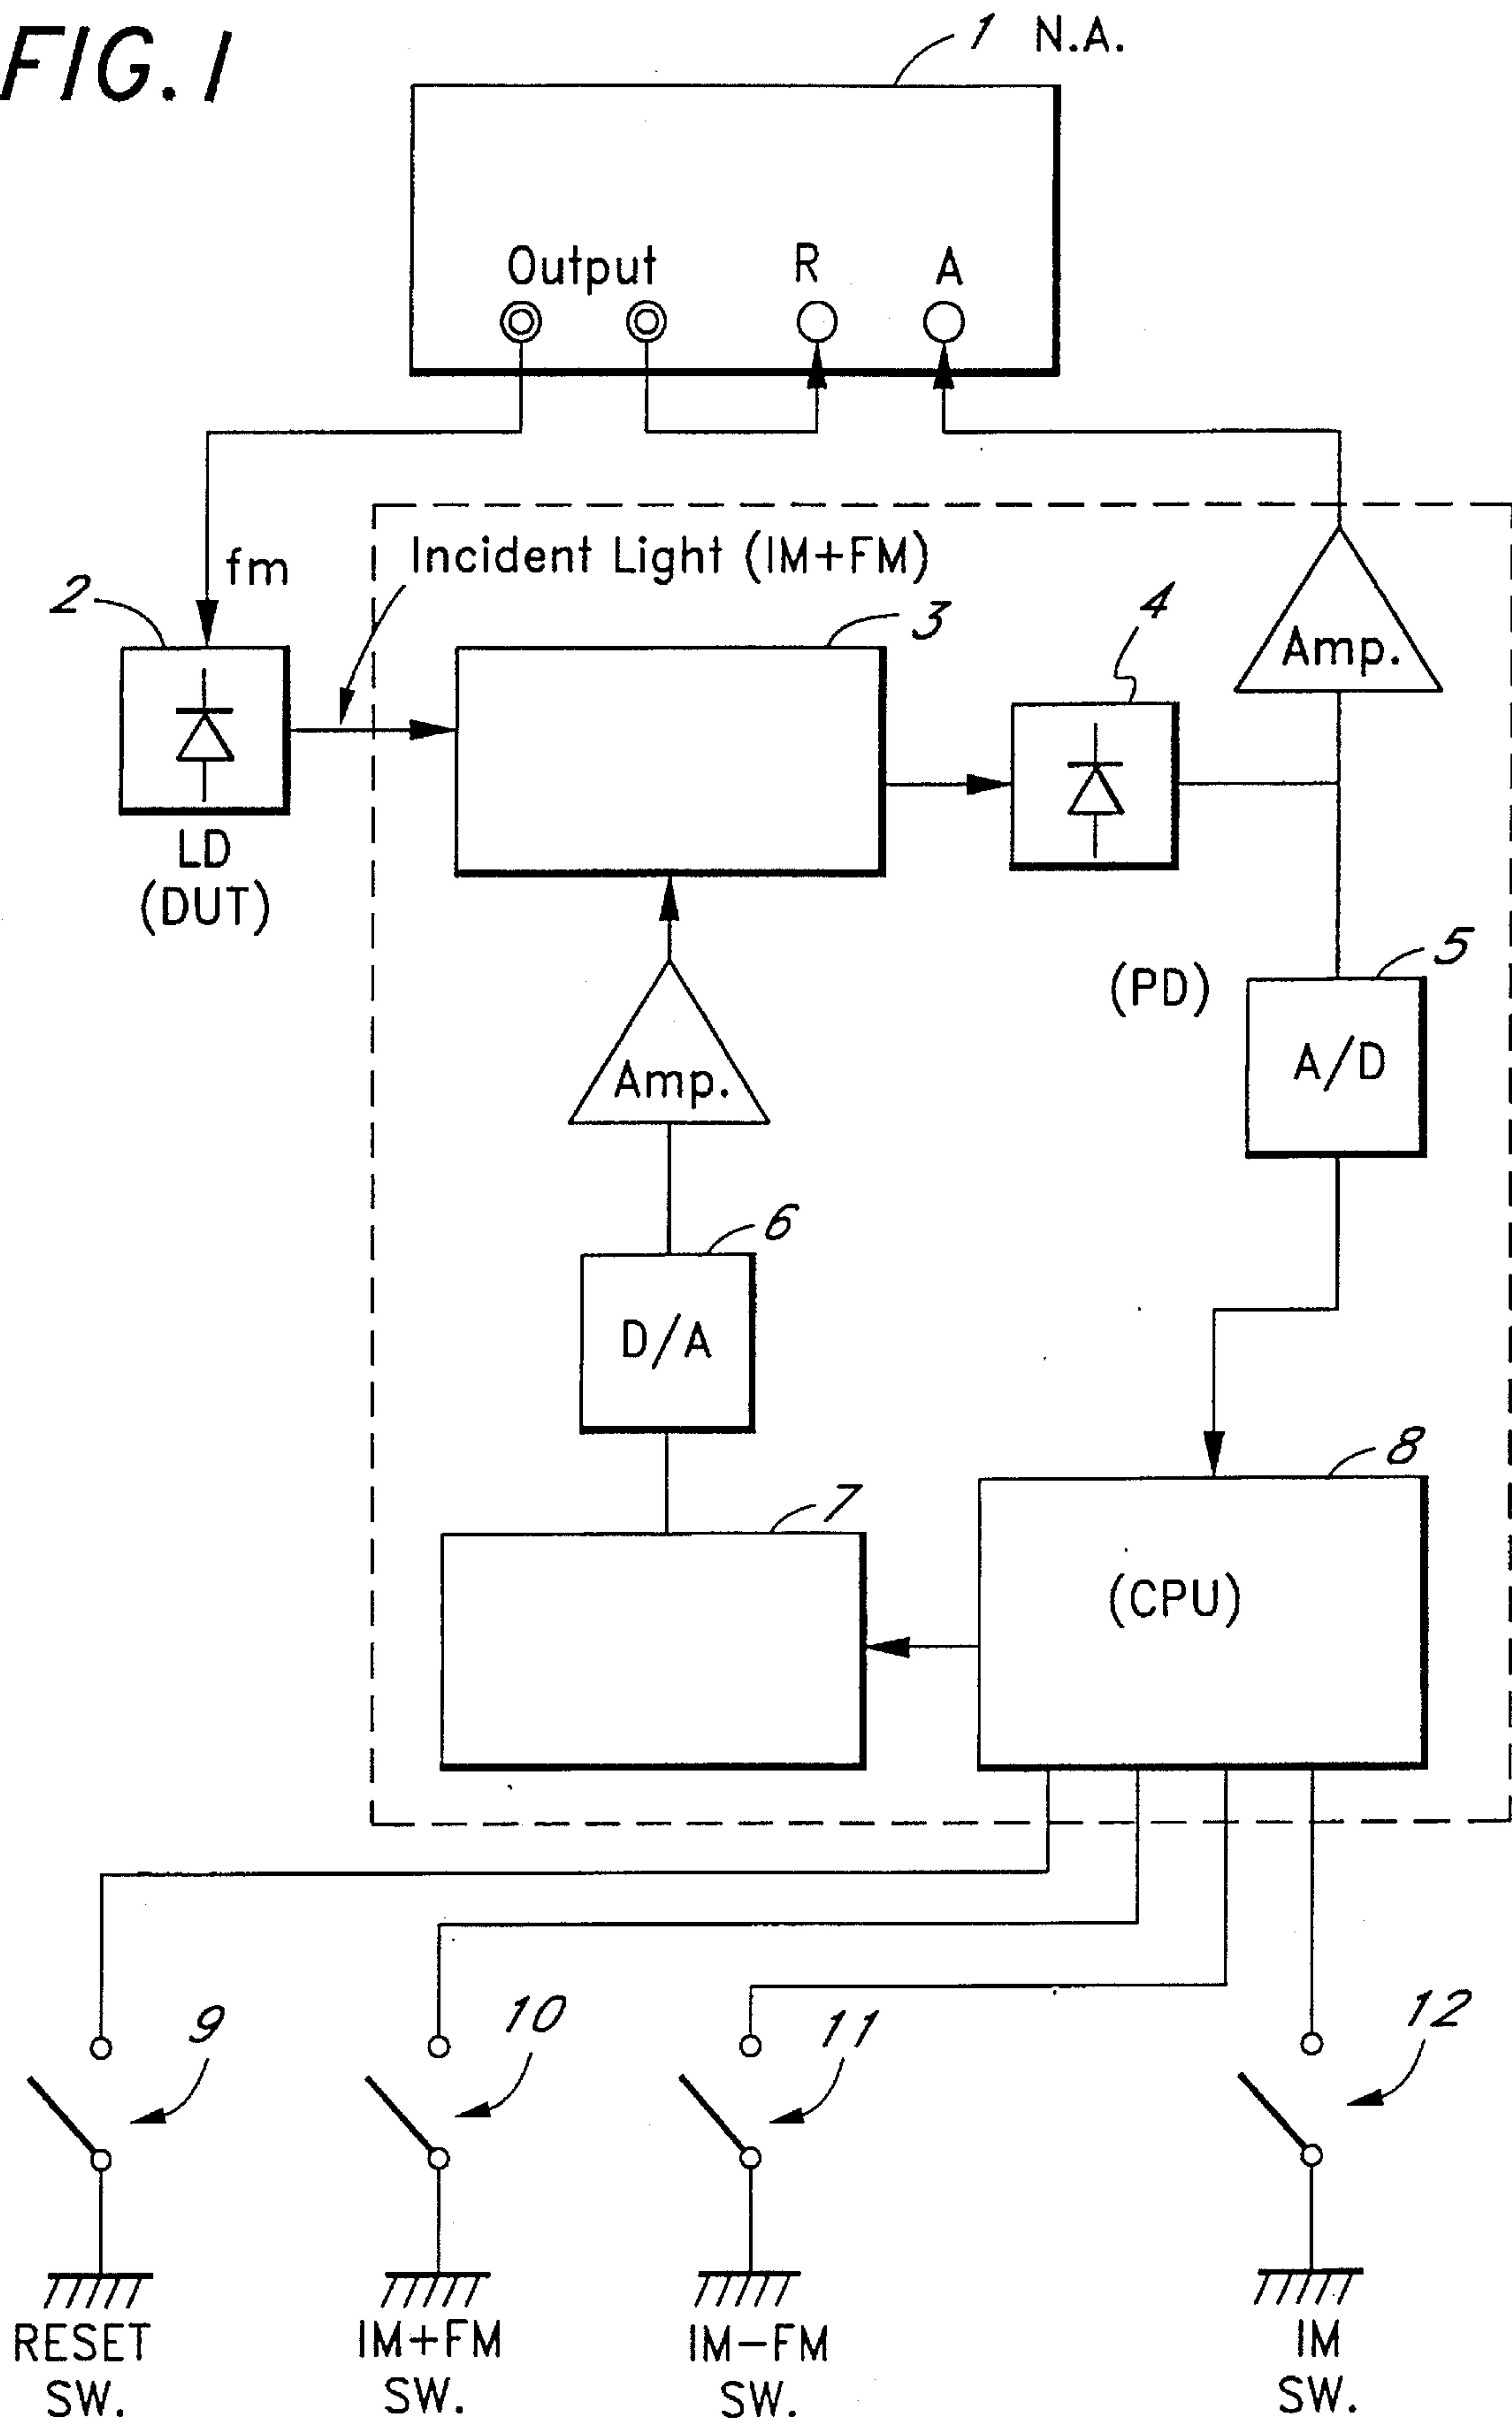 FIG. 1
1 N.A.
Output R A
fm
Incident Light (IM+FM)
2
3
4
Amp.
LD
(DUT)
(PD)
5
A/D
Amp.
6
D/A
7
8
(CPU)
9
10
11
12
RESET
SW.
IM+FM
SW.
IM−FM
SW.
IM
SW.